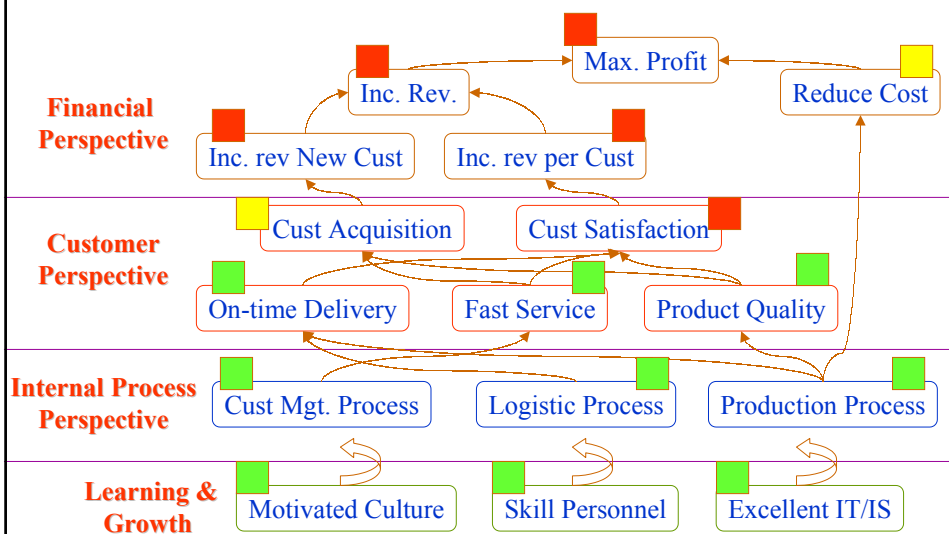 Max. Profit
Inc. Rev.
Reduce Cost
Financial
Perspective
Inc. rev New Cust
Inc. rev per Cust
Customer
Perspective
Cust Acquisition
Cust Satisfaction
On-time Delivery
Fast Service
Product Quality
Internal Process
Perspective
Cust Mgt. Process
Logistic Process
Production Process
Learning &
Growth
Motivated Culture
Skill Personnel
Excellent IT/IS